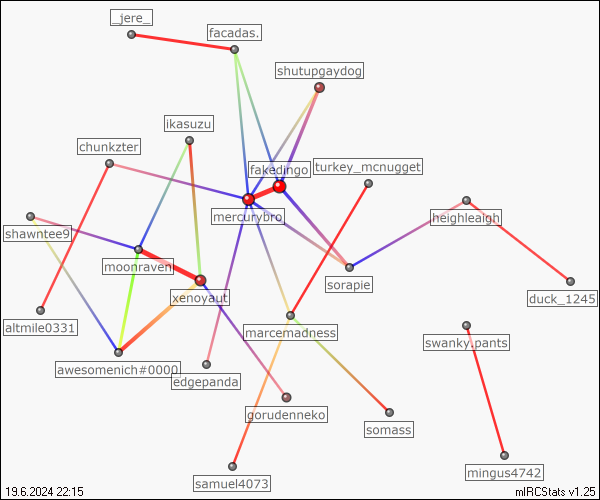 _jere_
facadas.
shutupgaydog
ikasuzu
chunkzter
fakedingo
turkey_mcnugget
mercurybro
heighleaigh
shawntee9
moonraven
sorapie
xenoyaut
duck_1245
altmile0331
marcemadness
swanky.pants
awesomenich#0000
edgepanda
gorudenneko
somass
mingus4742
samuel4073
19.6.2024 22:15
mIRCStats v1.25